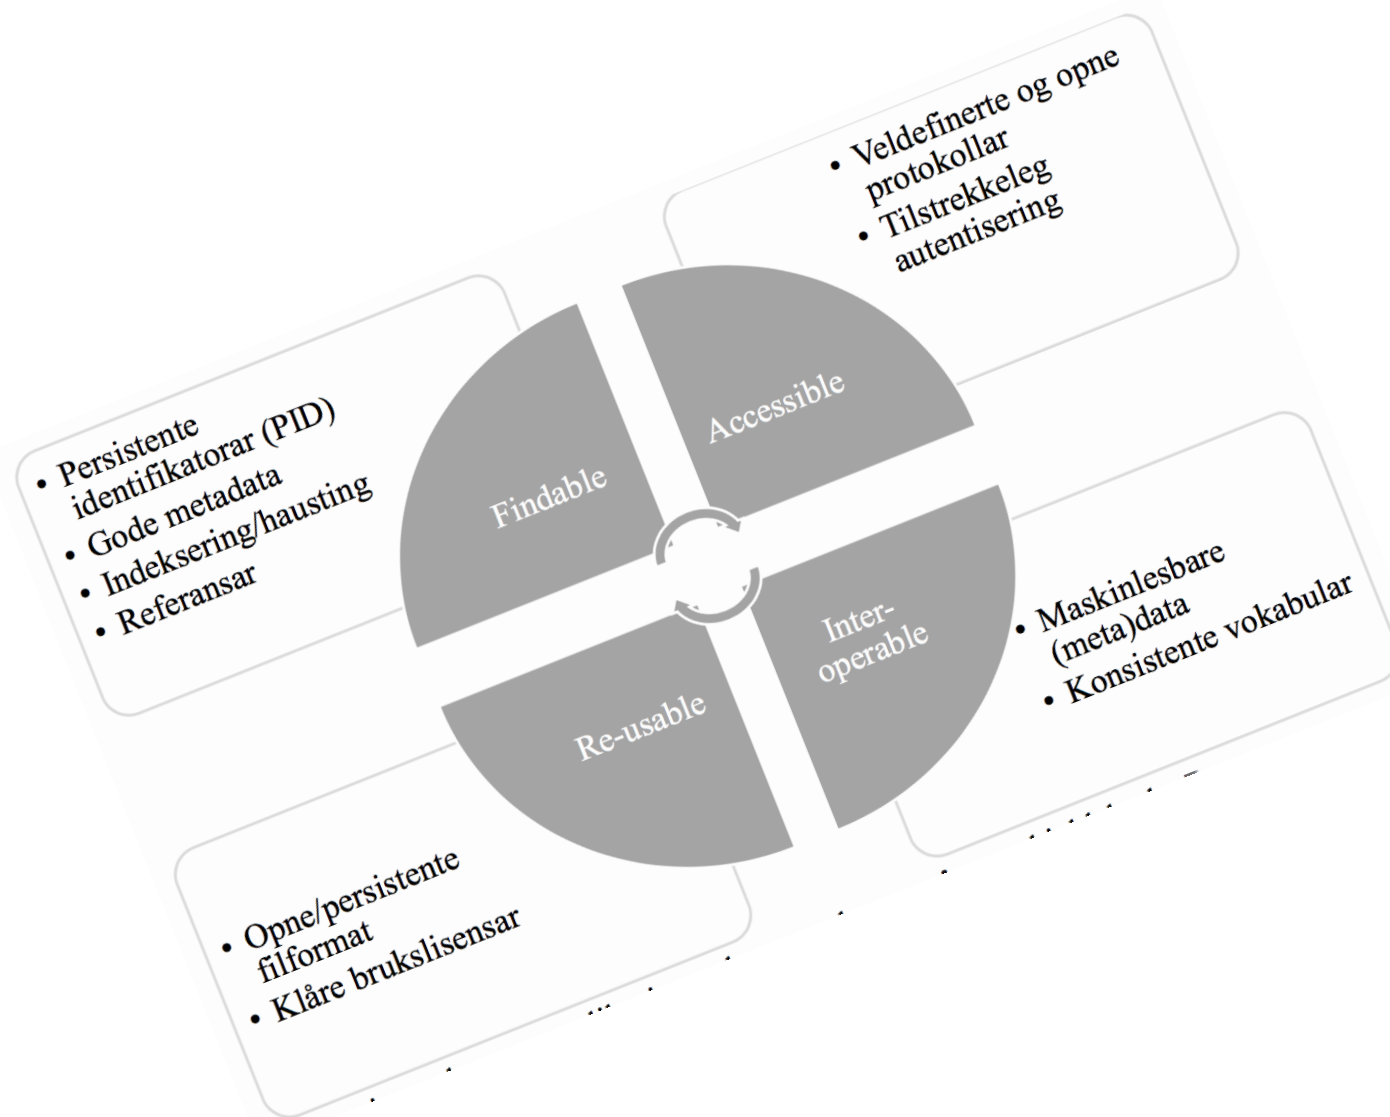 • Persistente
identifikatorar (PID)
• Gode metadata
• Indeksering/hausting
• Referansar
• Veldefinerte og opne
protokollar
• Tilstrekkeleg
autentisering
Findable
Accessible
Inter-
operable
Re-usable
• Maskinlesbare
(meta)data
• Konsistente vokabular
• Opne/persistente
filformat
• Klåre brukslisensar